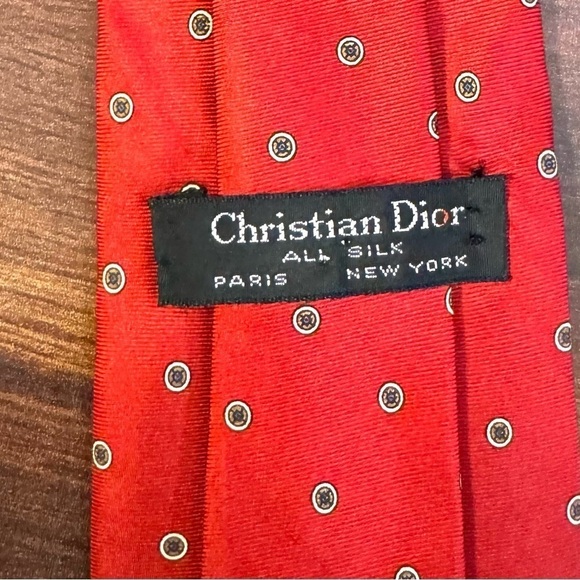 Christian Dior
ALL SILK
PARIS NEW YORK